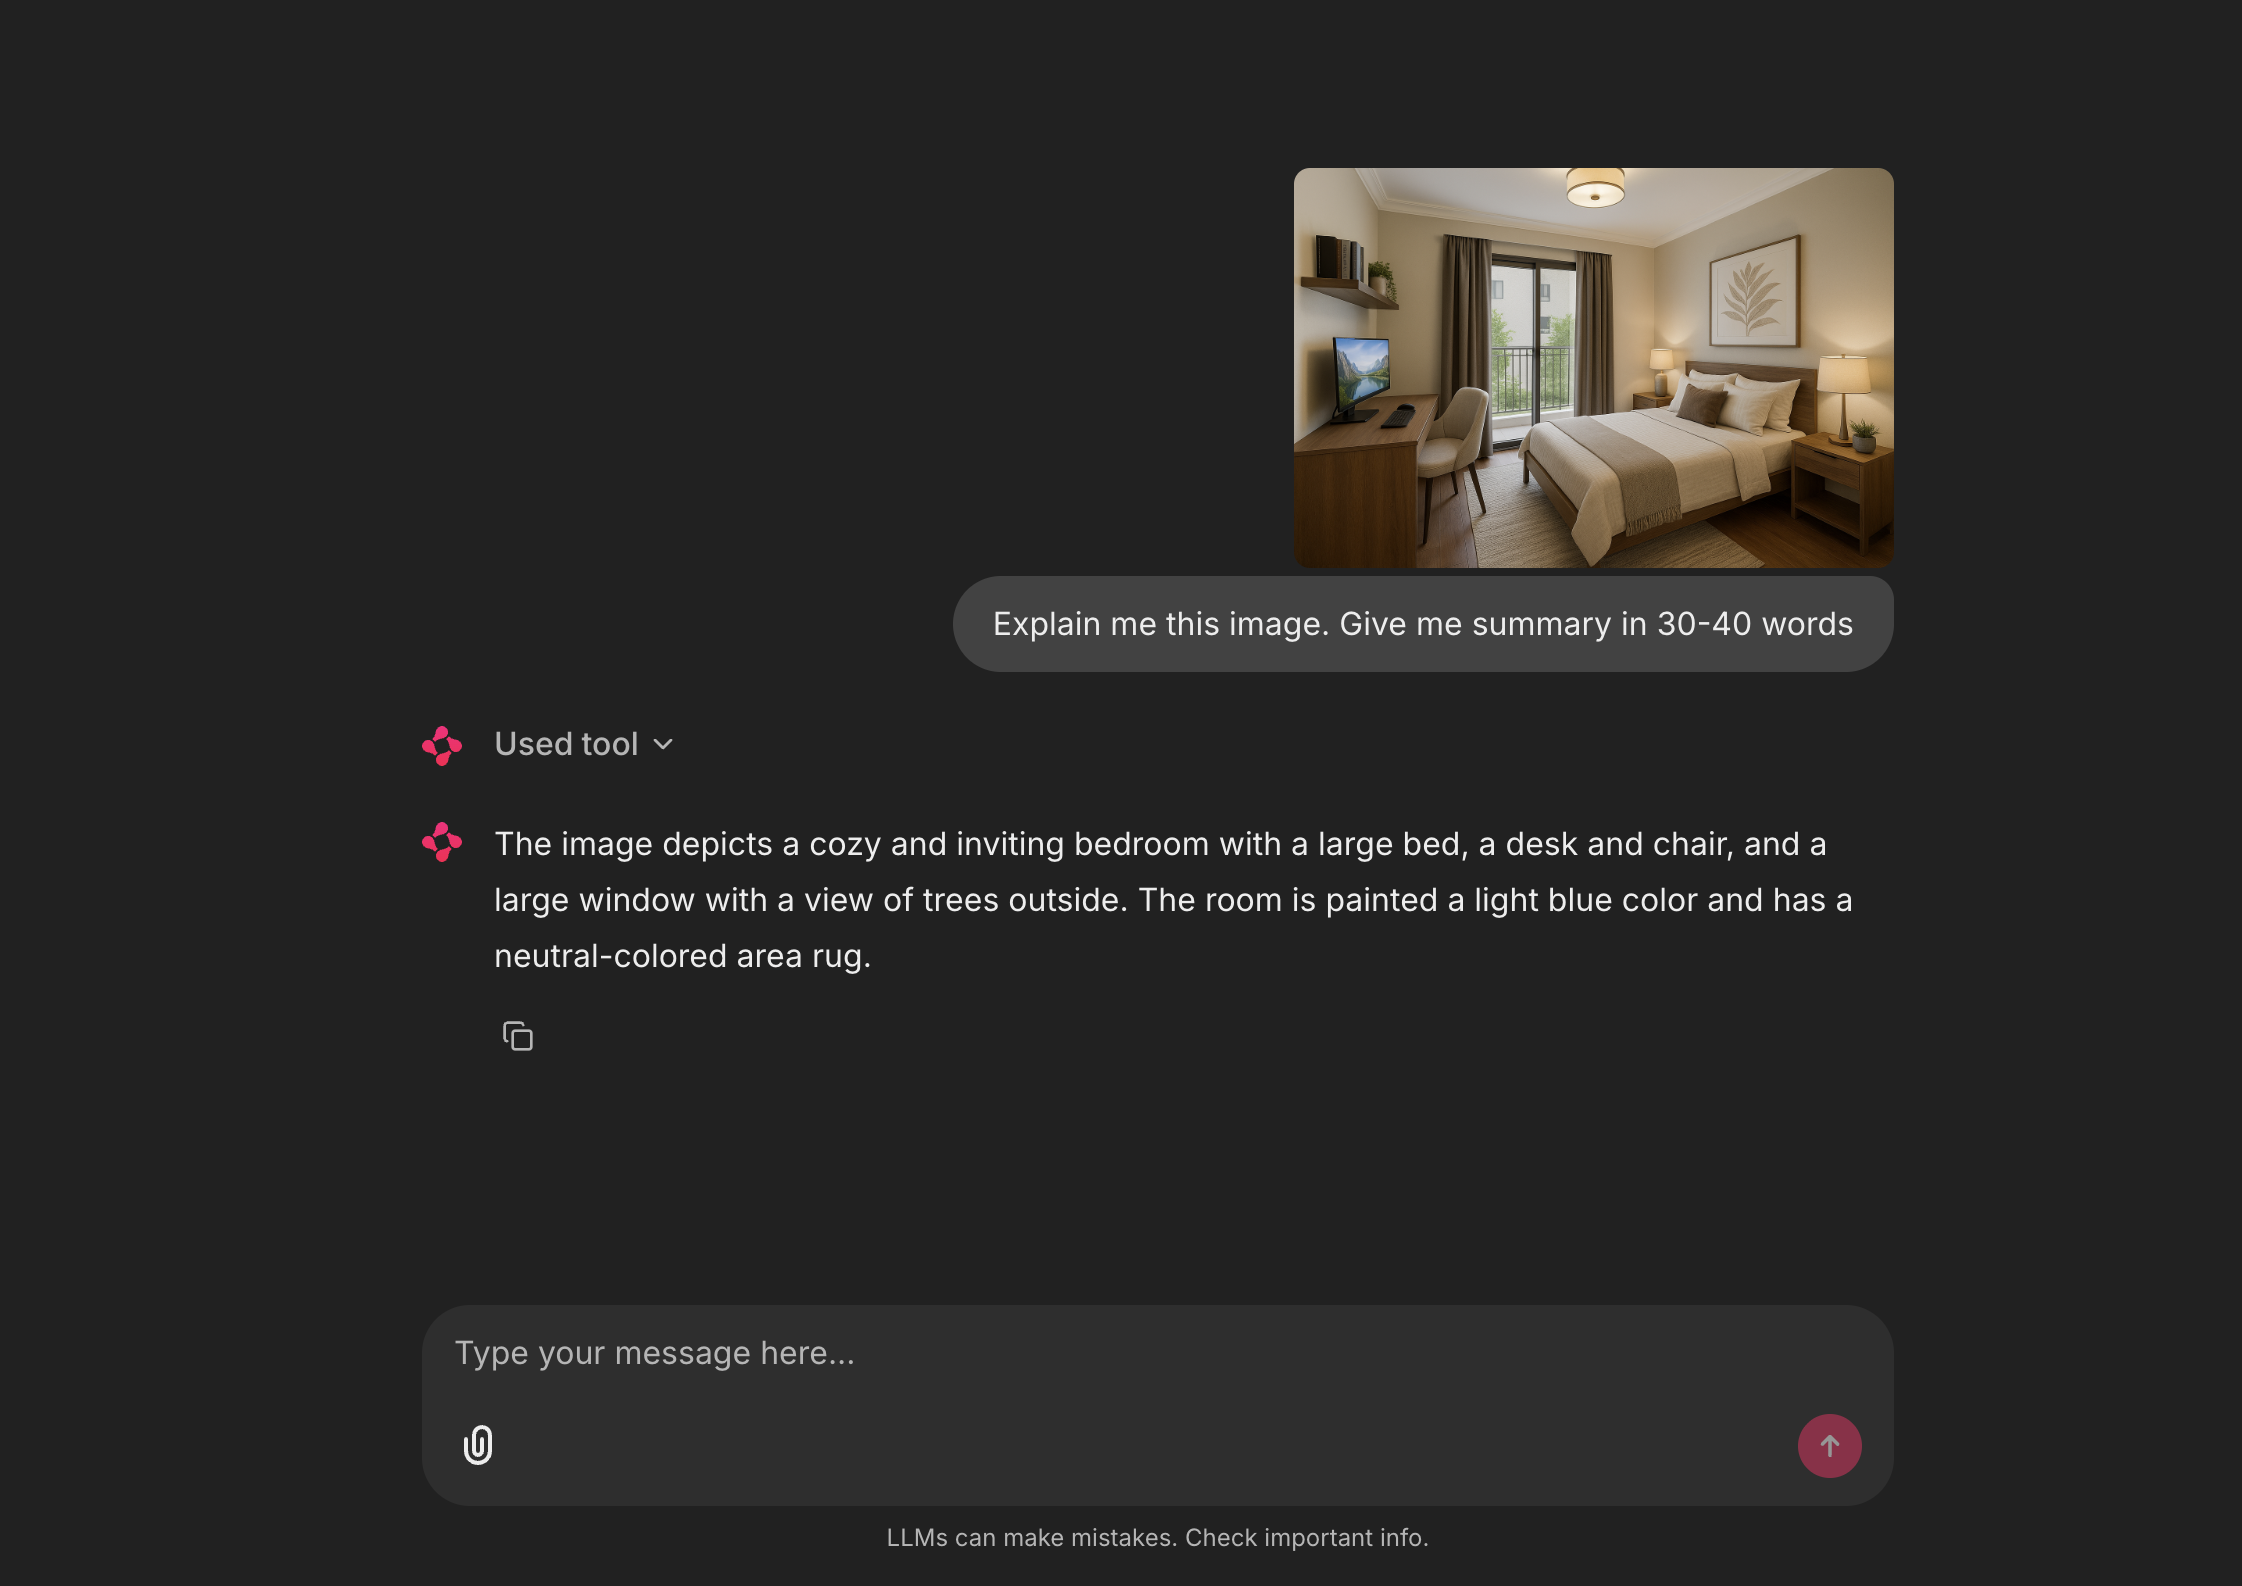 Explain me this image. Give me summary in 30-40 words
Used tool
The image depicts a cozy and inviting bedroom with a large bed, a desk and chair, and a
large window with a view of trees outside. The room is painted a light blue color and has a
neutral-colored area rug.
Type your message here...
LLMs can make mistakes. Check important info.